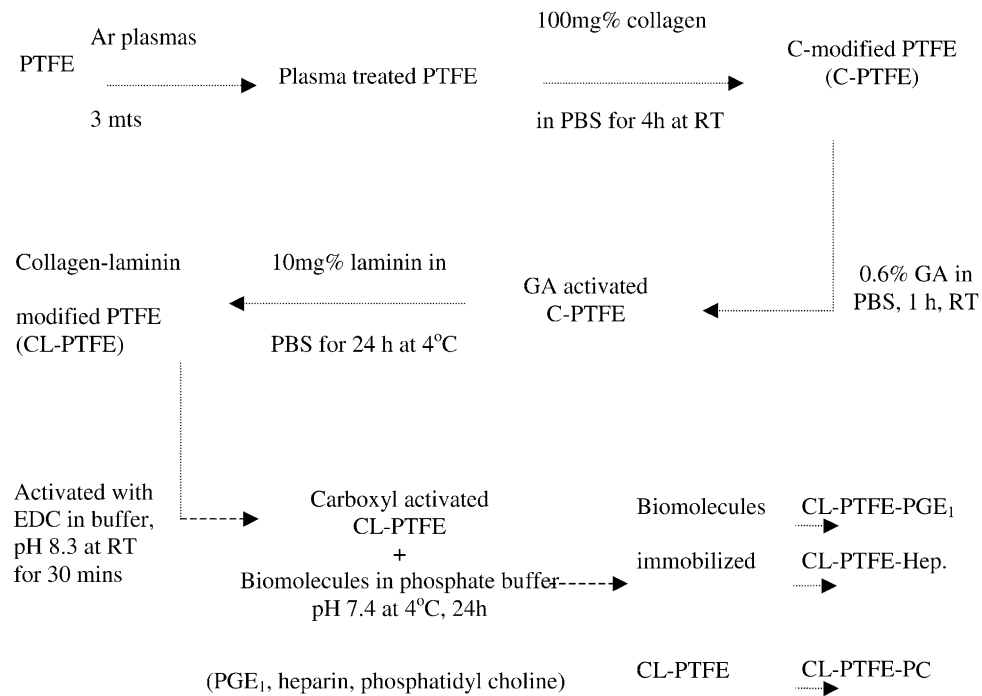 Ar plasmas
PTFE
3 mts
Plasma treated PTFE
100mg% collagen
in PBS for 4h at RT
C-modified PTFE
(C-PTFE)
0.6% GA in
PBS, 1 h, RT
GA activated
C-PTFE
10mg% laminin in
PBS for 24 h at 4°C
Collagen-laminin
modified PTFE
(CL-PTFE)
Activated with
EDC in buffer,
pH 8.3 at RT
for 30 mins
Carboxyl activated
CL-PTFE
+
Biomolecules in phosphate buffer
pH 7.4 at 4°C, 24h
(PGE₁, heparin, phosphatidyl choline)
Biomolecules
immobilized
CL-PTFE
CL-PTFE-PGE₁
CL-PTFE-Hep.
CL-PTFE-PC